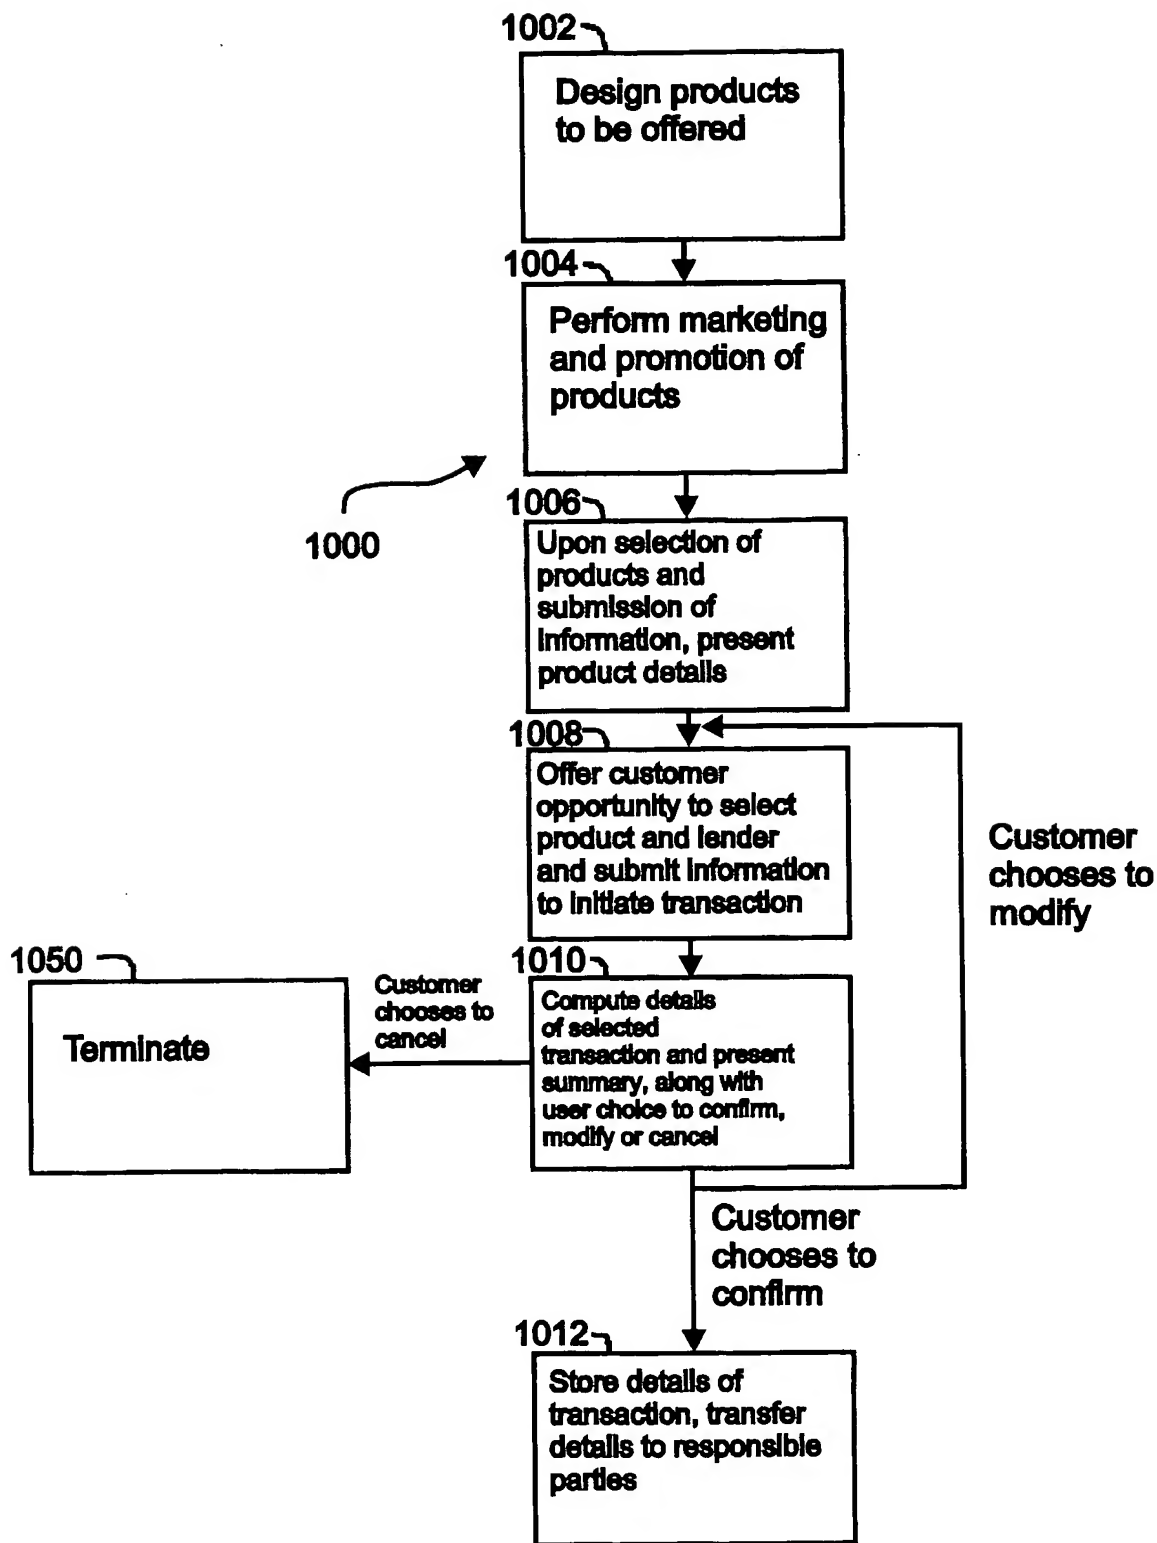 1002
Design products
to be offered
1004
Perform marketing
and promotion of
products
1000
1006
Upon selection of
products and
submission of
information, present
product details
1008
Offer customer
opportunity to select
product and lender
and submit information
to initiate transaction
Customer
chooses to
modify
1050
Terminate
Customer
chooses to
cancel
1010
Compute details
of selected
transaction and present
summary, along with
user choice to confirm,
modify or cancel
Customer
chooses to
confirm
1012
Store details of
transaction, transfer
details to responsible
parties